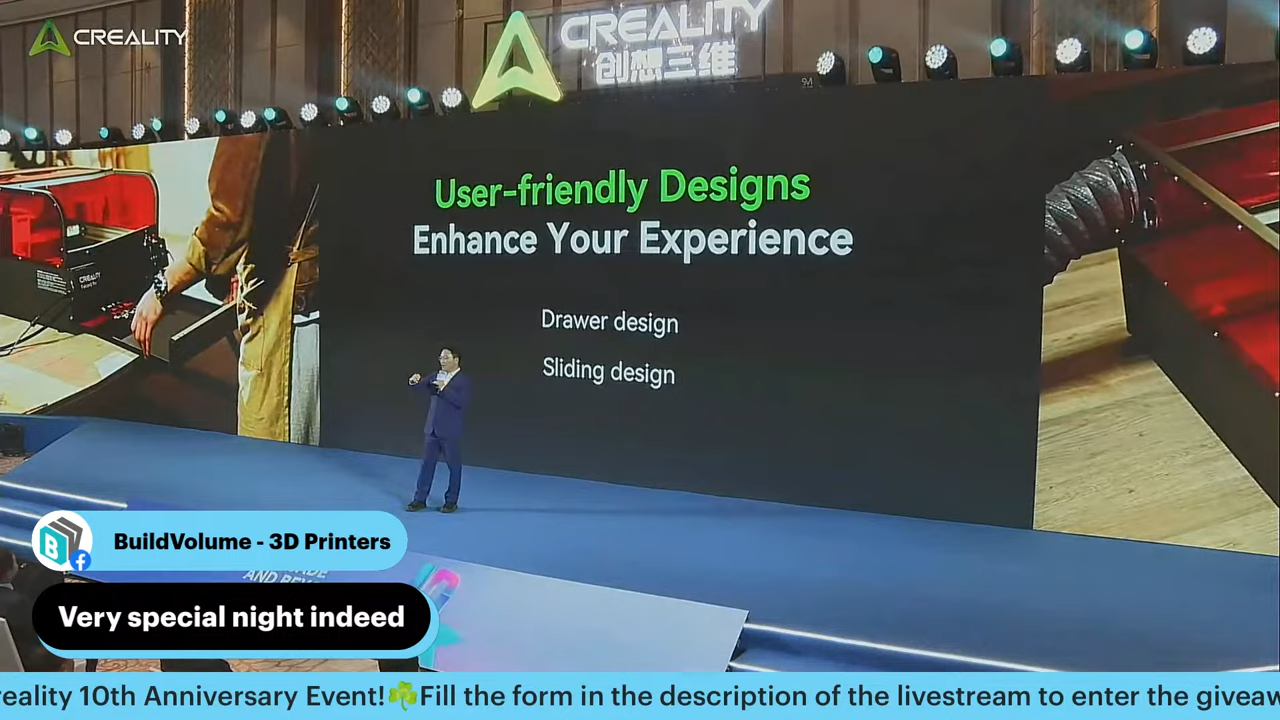 CREALITY
CREALITY
创想三维
User-friendly Designs
Enhance Your Experience
Drawer design
Sliding design
CREALITY
BuildVolume - 3D Printers
Very special night indeed
reality 10th Anniversary Event!☘️Fill the form in the description of the livestream to enter the giveaw